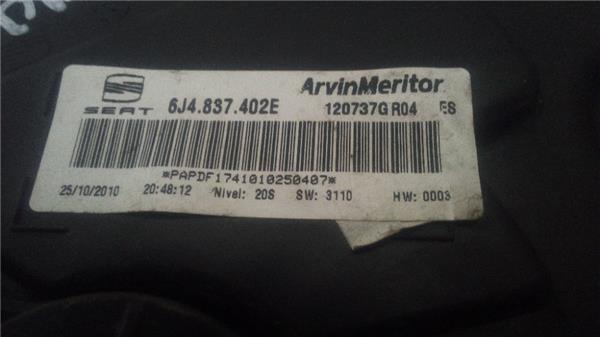 SEAT
6J4.837.402E
ArvinMeritor
120737G R04 ES
*PAPDF1741010250407*
25/10/2010 20:48:12 Nivel: 20S SW: 3110 HW: 0003